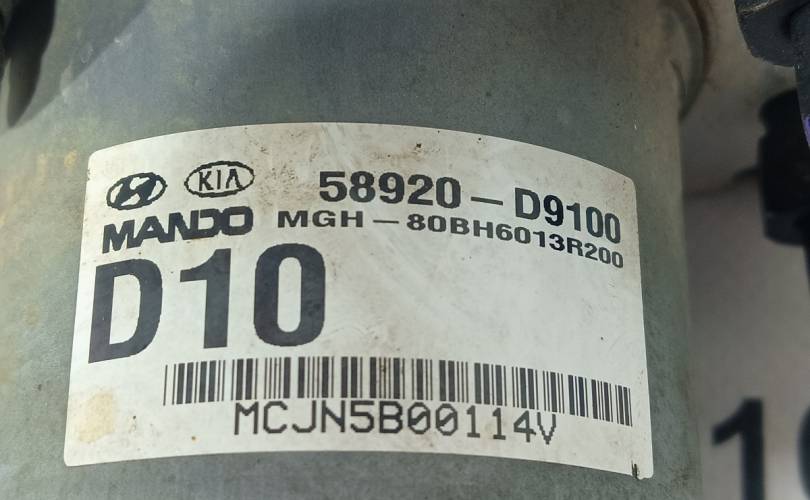 KIA 58920-D9100
MANDO MGH-80BH6013R200
D10
MCJN5B00114V